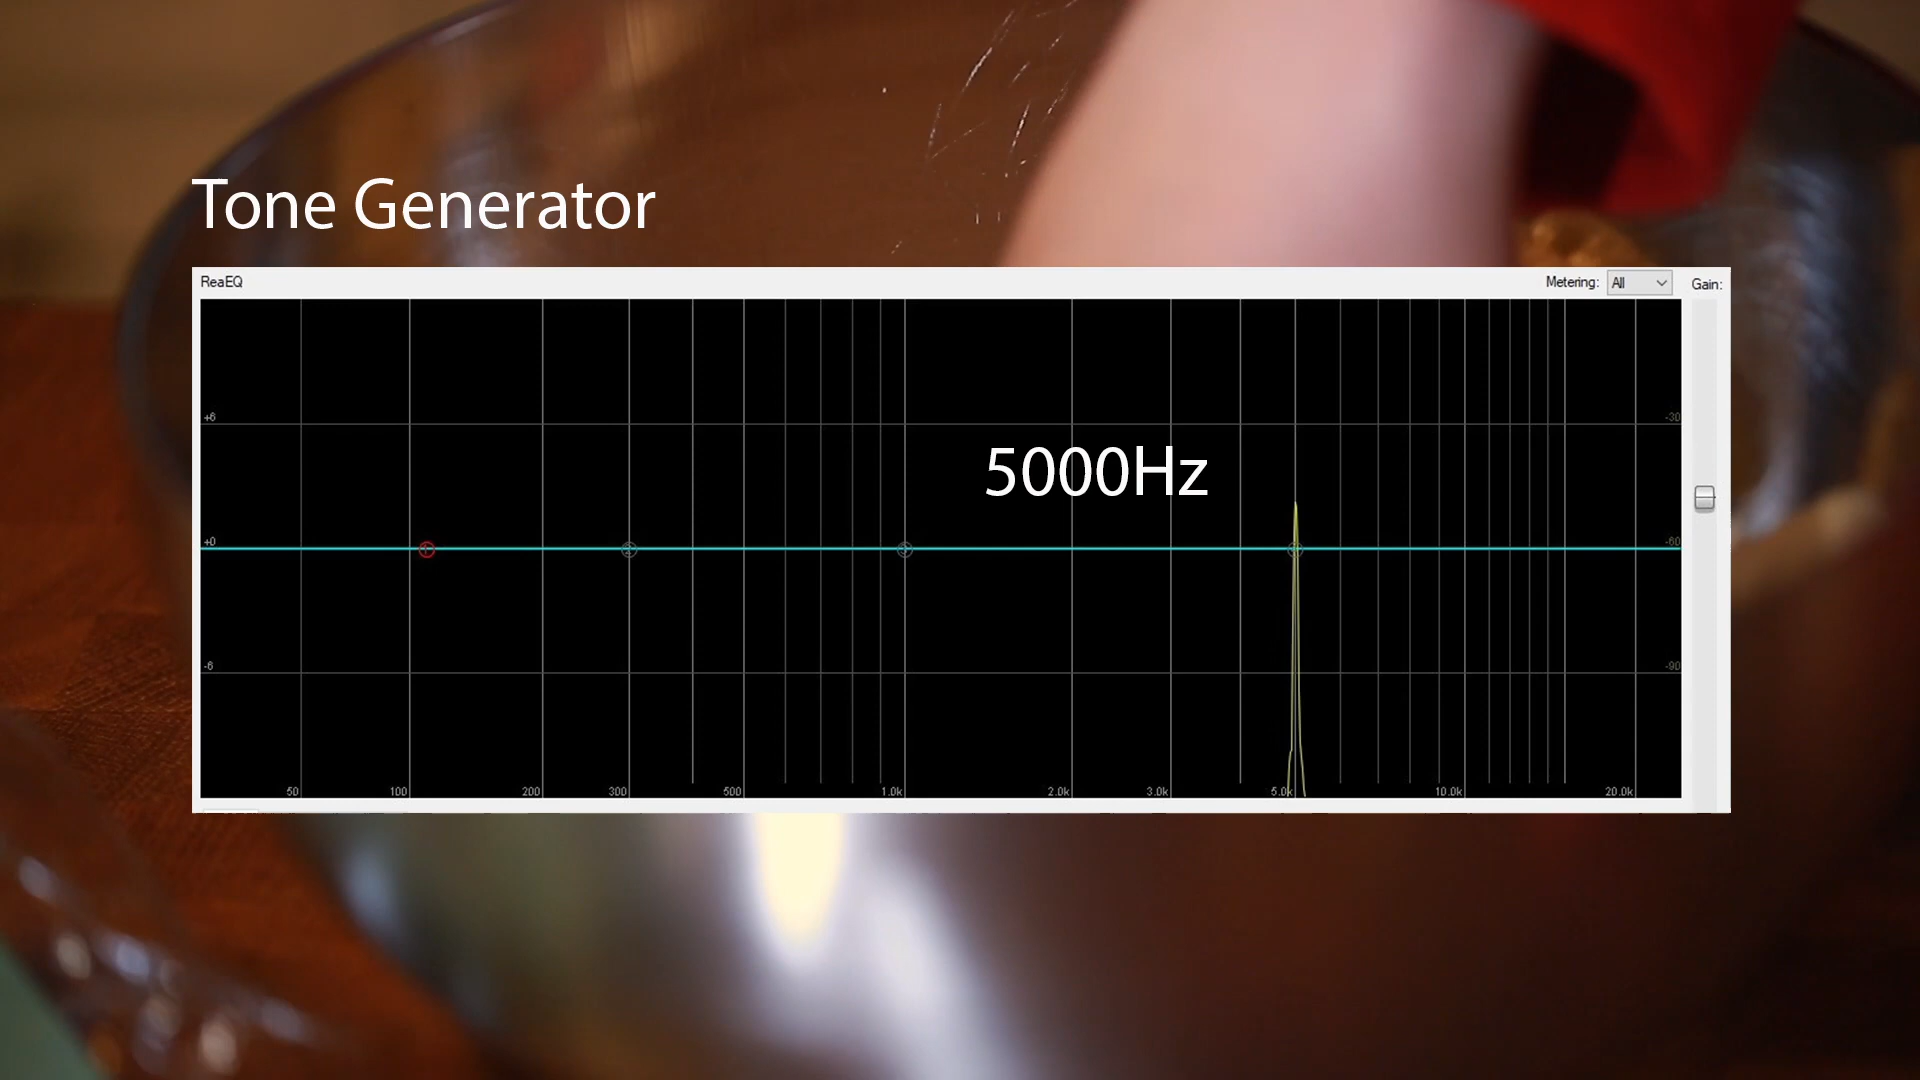 Tone Generator
ReaEQ
Metering: All
Gain:
+6
-30
5000Hz
+0
-60
-6
-90
50 100 200 300 500 1.0k 2.0k 3.0k 5.0k 10.0k 20.0k